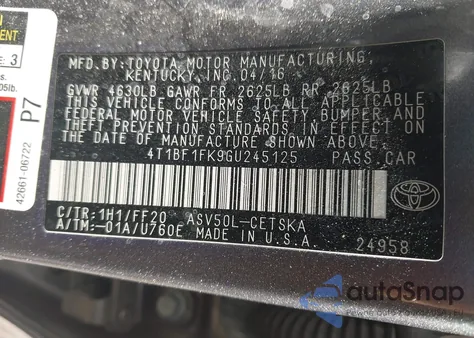 MFD. BY: TOYOTA MOTOR MANUFACTURING,
KENTUCKY, INC. 04/16
GVWR 4630LB GAWR FR 2625LB RR 2625LB
THIS VEHICLE CONFORMS TO ALL APPLICABLE
FEDERAL MOTOR VEHICLE SAFETY, BUMPER, AND
THEFT PREVENTION STANDARDS IN EFFECT ON THE
DATE OF MANUFACTURE SHOWN ABOVE.
4T1BF1FK9GU245125 PASS.CAR
C/TR: 1H1/FF20 ASV50L-CETSKA
A/TM: -01A/U760E MADE IN U.S.A.
24958
TOYOTA
3
P7
42661-06722
autoSnap